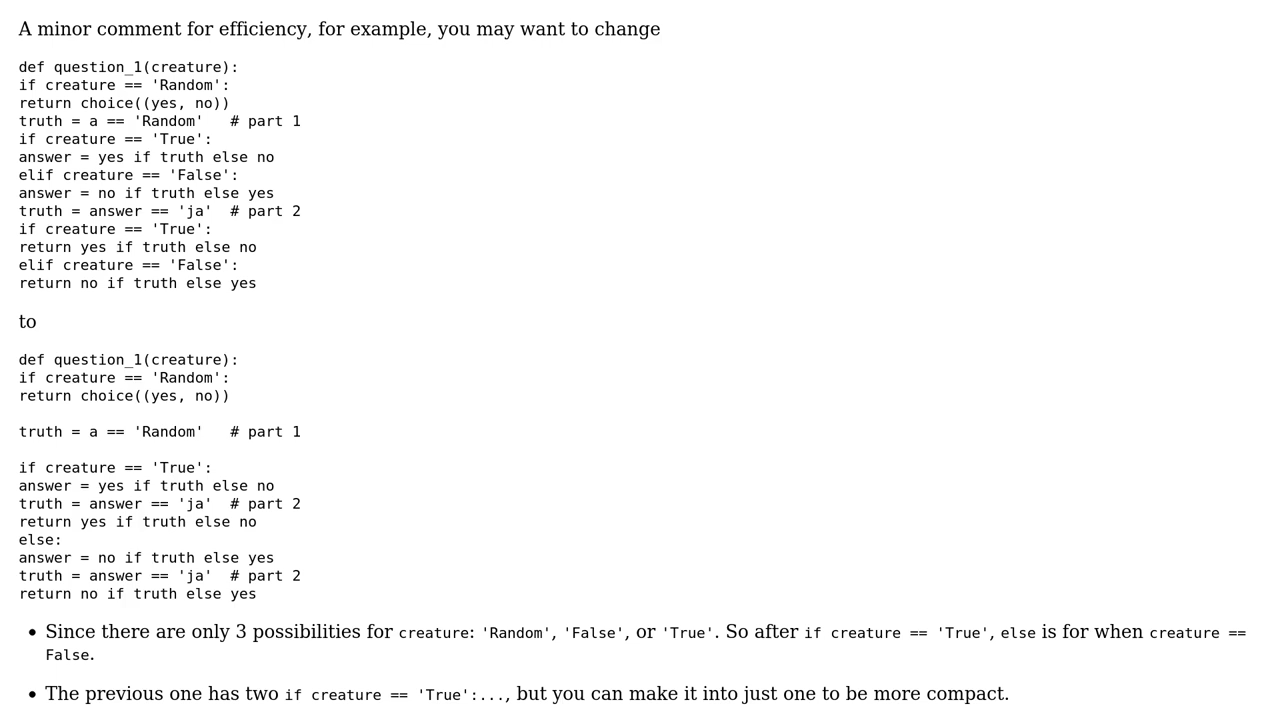 A minor comment for efficiency, for example, you may want to change
def question_1(creature):
if creature == 'Random':
return choice((yes, no))
truth = a == 'Random'   # part 1
if creature == 'True':
answer = yes if truth else no
elif creature == 'False':
answer = no if truth else yes
truth = answer == 'ja'  # part 2
if creature == 'True':
return yes if truth else no
elif creature == 'False':
return no if truth else yes
to
def question_1(creature):
if creature == 'Random':
return choice((yes, no))
truth = a == 'Random'   # part 1
if creature == 'True':
answer = yes if truth else no
truth = answer == 'ja'  # part 2
return yes if truth else no
else:
answer = no if truth else yes
truth = answer == 'ja'  # part 2
return no if truth else yes
• Since there are only 3 possibilities for creature: 'Random', 'False', or 'True'. So after if creature == 'True', else is for when creature ==
False.
• The previous one has two if creature == 'True':..., but you can make it into just one to be more compact.